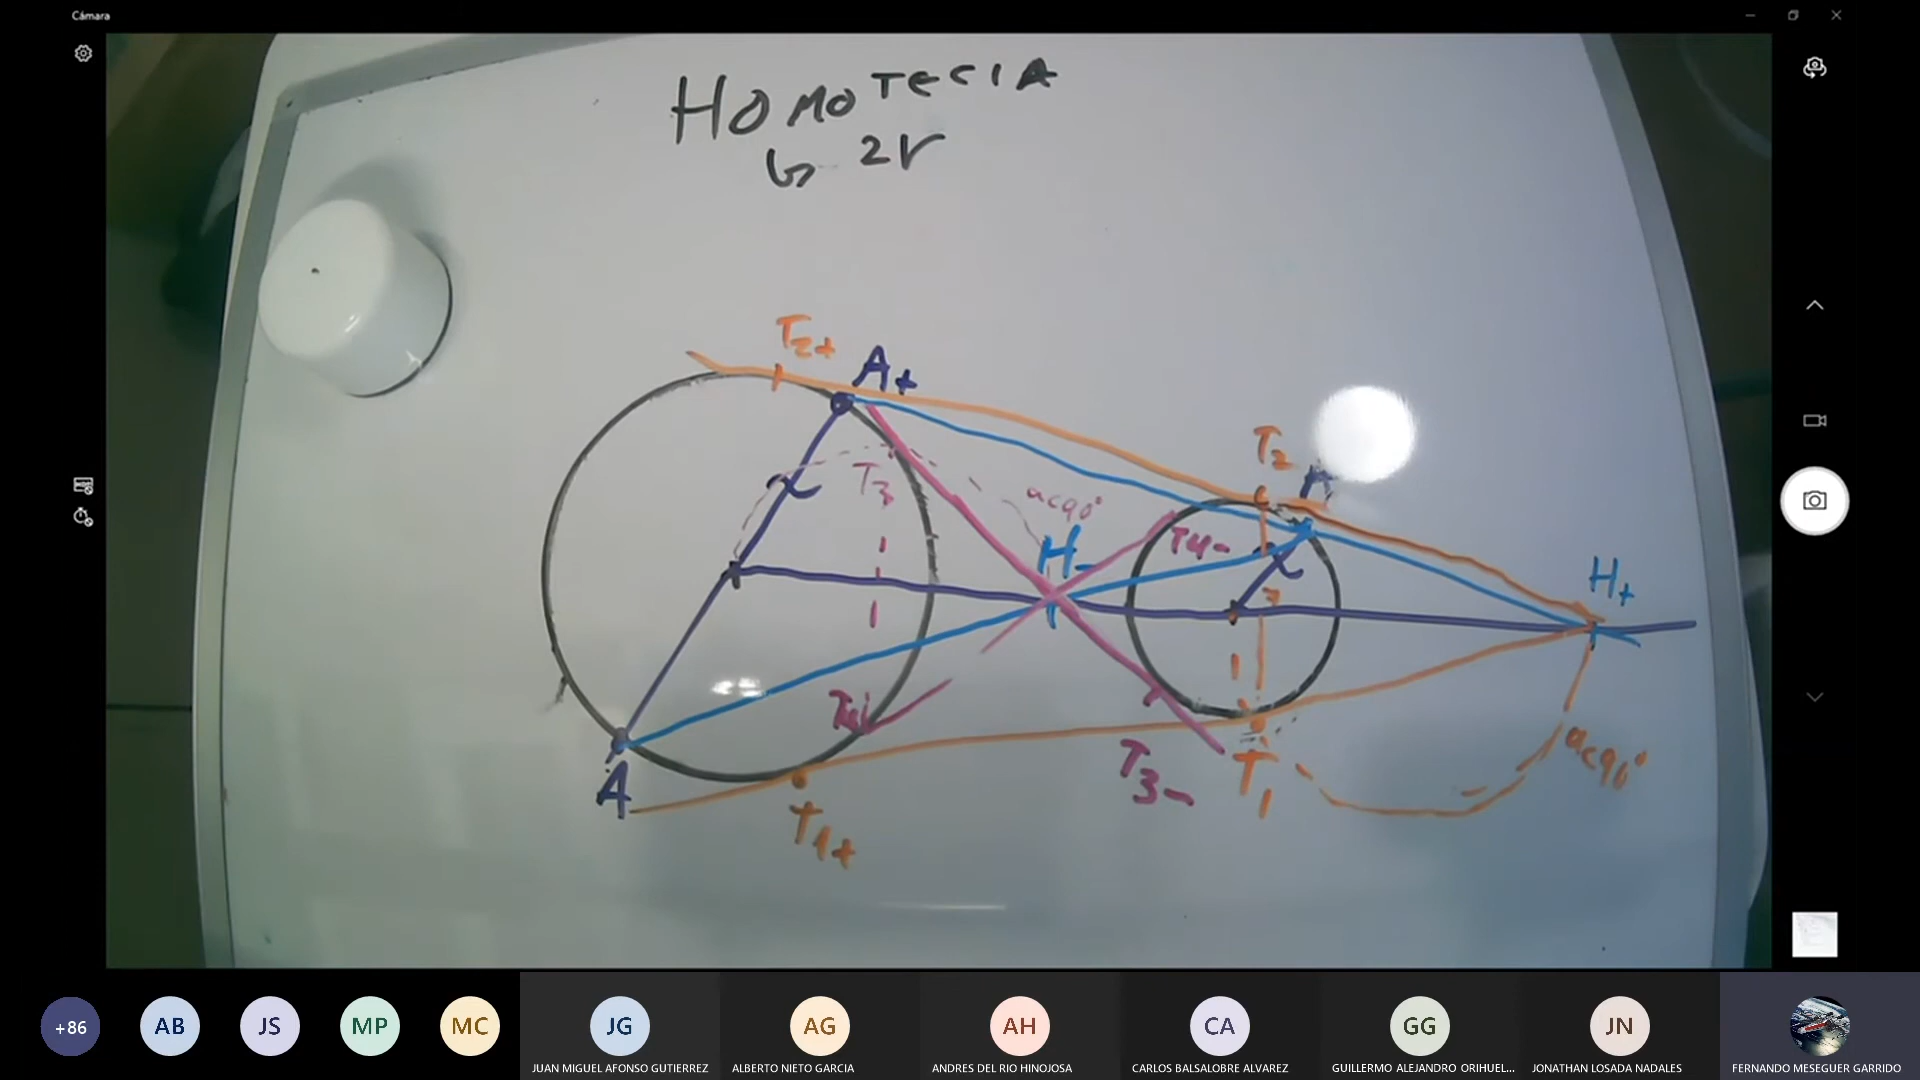 Cámara
HOMOTECIA
↳ 2r
T2+
A+
T2
A
T3
ac90°
T4-
H-
H+
A
T3-
T1
ac90°
T1+
+86
AB
JS
MP
MC
JG
AG
AH
CA
GG
JN
JUAN MIGUEL AFONSO GUTIERREZ
ALBERTO NIETO GARCIA
ANDRES DEL RIO HINOJOSA
CARLOS BALSALOBRE ALVAREZ
GUILLERMO ALEJANDRO ORIHUEL...
JONATHAN LOSADA NADALES
FERNANDO MESEGUER GARRIDO